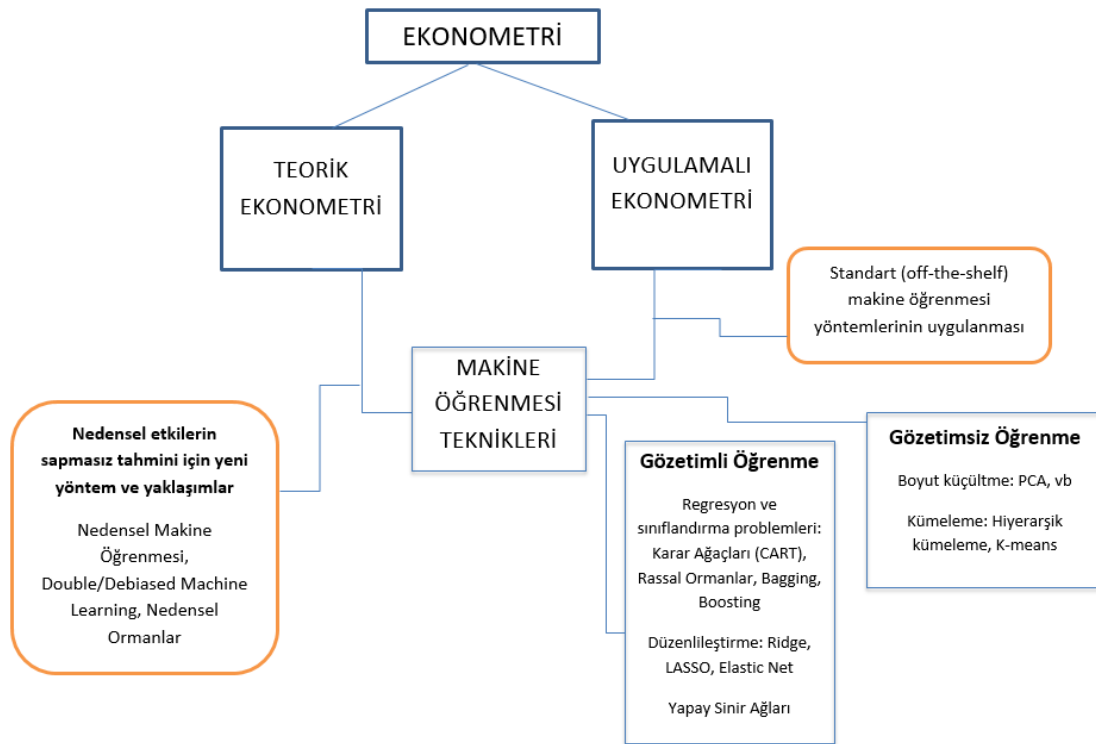 EKONOMETRİ
TEORİK
EKONOMETRİ
UYGULAMALI
EKONOMETRİ
Standart (off-the-shelf)
makine öğrenmesi
yöntemlerinin uygulanması
MAKİNE
ÖĞRENMESİ
TEKNİKLERİ
Nedensel etkilerin
sapmasız tahmini için yeni
yöntem ve yaklaşımlar
Nedensel Makine
Öğrenmesi,
Double/Debiased Machine
Learning, Nedensel
Ormanlar
Gözetimli Öğrenme
Regresyon ve
sınıflandırma problemleri:
Karar Ağaçları (CART),
Rassal Ormanlar, Bagging,
Boosting
Düzenlileştirme: Ridge,
LASSO, Elastic Net
Yapay Sinir Ağları
Gözetimsiz Öğrenme
Boyut küçültme: PCA, vb
Kümeleme: Hiyerarşik
kümeleme, K-means